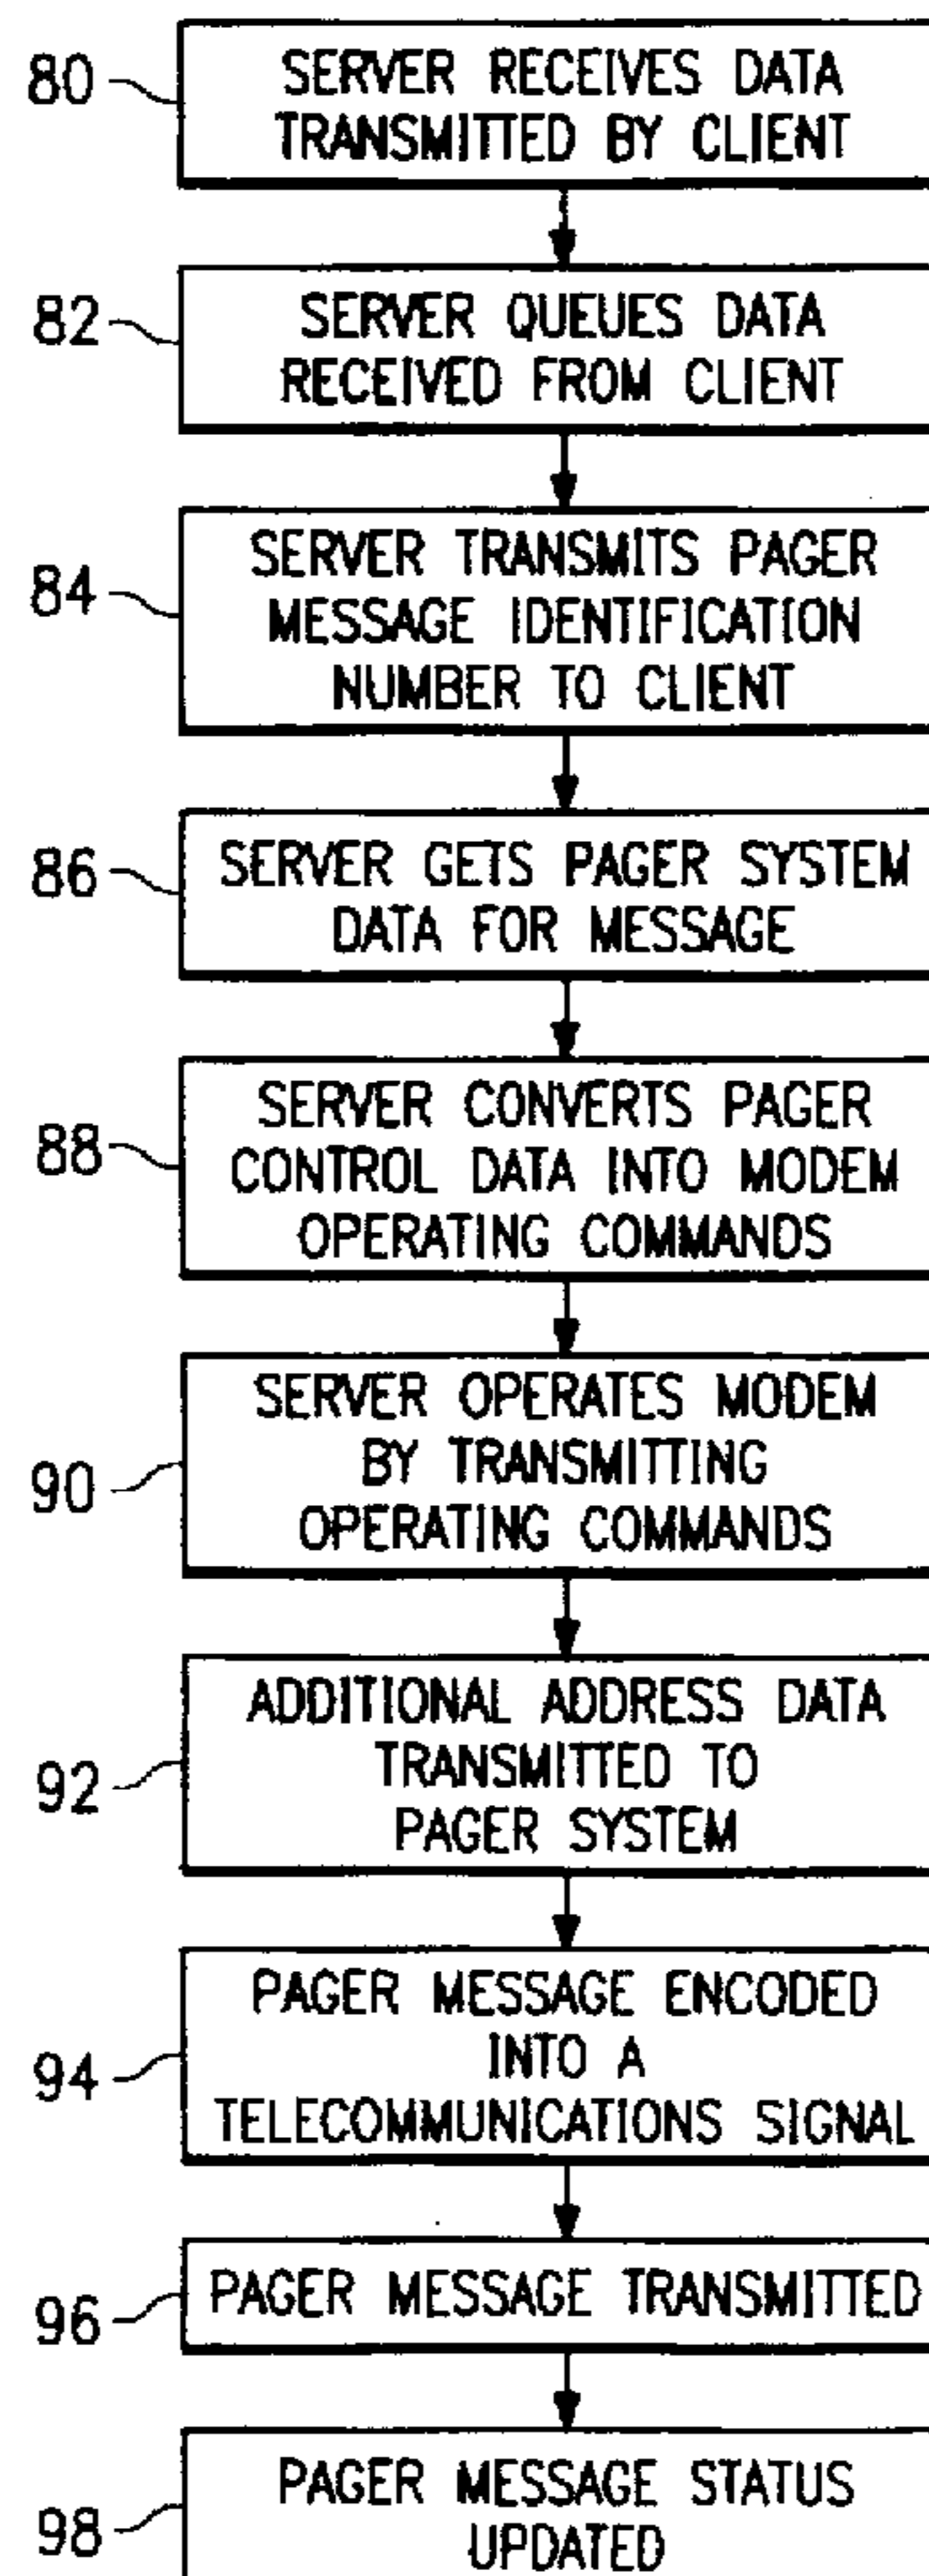 80
SERVER RECEIVES DATA
TRANSMITTED BY CLIENT
82
SERVER QUEUES DATA
RECEIVED FROM CLIENT
84
SERVER TRANSMITS PAGER
MESSAGE IDENTIFICATION
NUMBER TO CLIENT
86
SERVER GETS PAGER SYSTEM
DATA FOR MESSAGE
88
SERVER CONVERTS PAGER
CONTROL DATA INTO MODEM
OPERATING COMMANDS
90
SERVER OPERATES MODEM
BY TRANSMITTING
OPERATING COMMANDS
92
ADDITIONAL ADDRESS DATA
TRANSMITTED TO
PAGER SYSTEM
94
PAGER MESSAGE ENCODED
INTO A
TELECOMMUNICATIONS SIGNAL
96
PAGER MESSAGE TRANSMITTED
98
PAGER MESSAGE STATUS
UPDATED